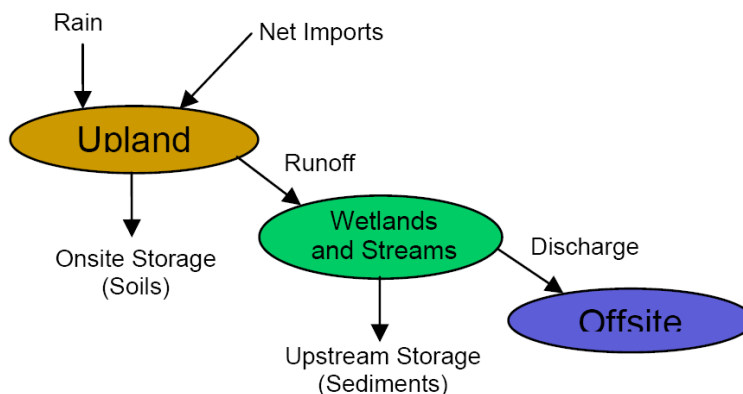 Rain
Net Imports
Upland
Runoff
Wetlands
and Streams
Onsite Storage
(Soils)
Discharge
Offsite
Upstream Storage
(Sediments)